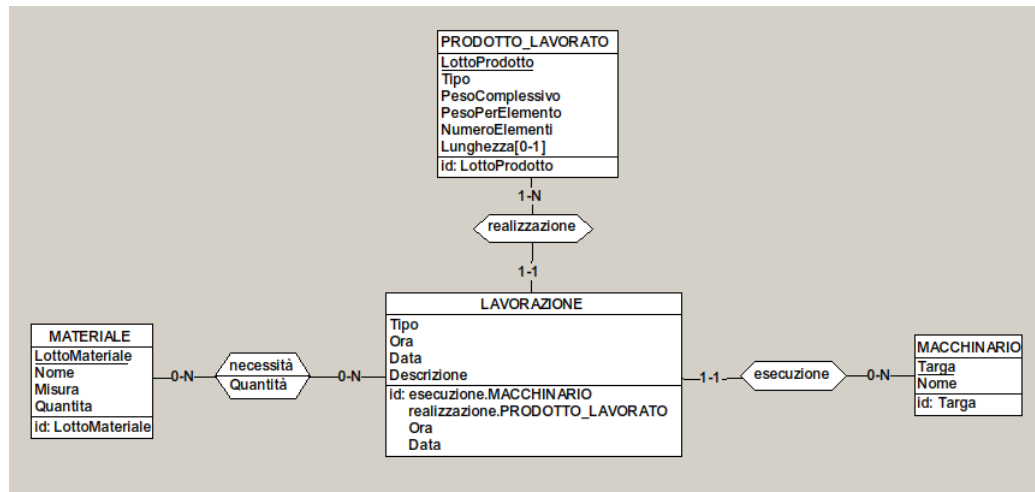 PRODOTTO_LAVORATO
LottoProdotto
Tipo
PesoComplessivo
PesoPerElemento
NumeroElementi
Lunghezza[0-1]
id: LottoProdotto
1-N
realizzazione
1-1
LAVORAZIONE
Tipo
Ora
Data
Descrizione
id: esecuzione.MACCHINARIO
realizzazione.PRODOTTO_LAVORATO
Ora
Data
MATERIALE
LottoMateriale
Nome
Misura
Quantita
id: LottoMateriale
0-N
necessità
Quantità
0-N
1-1
esecuzione
0-N
MACCHINARIO
Targa
Nome
id: Targa